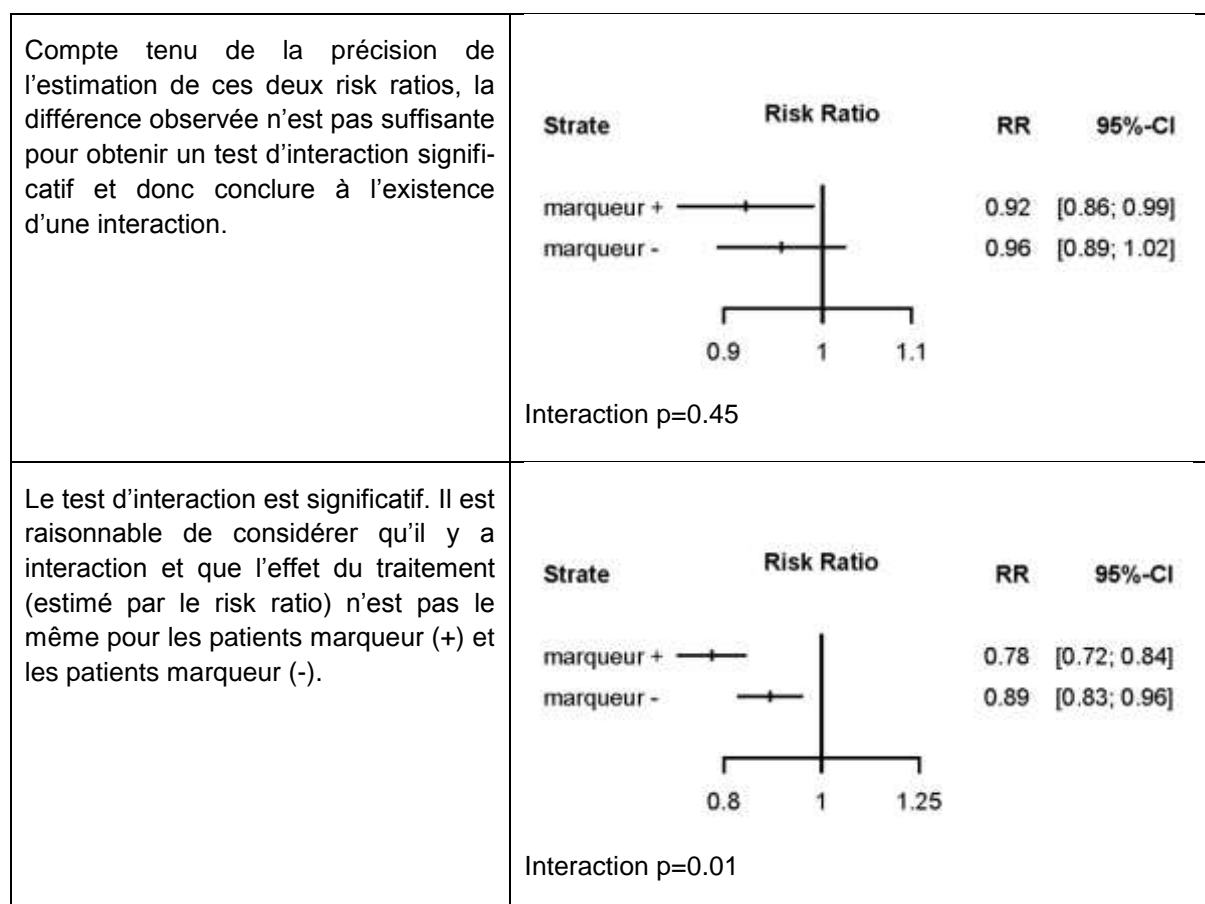 Compte tenu de la précision de
l'estimation de ces deux risk ratios, la
différence observée n'est pas suffisante
pour obtenir un test d'interaction signifi-
catif et donc conclure à l'existence
d'une interaction.
Strate Risk Ratio RR 95%-CI
marqueur + 0.92 [0.86; 0.99]
marqueur - 0.96 [0.89; 1.02]
0.9 1 1.1
Interaction p=0.45
Le test d'interaction est significatif. Il est
raisonnable de considérer qu'il y a
interaction et que l'effet du traitement
(estimé par le risk ratio) n'est pas le
même pour les patients marqueur (+) et
les patients marqueur (-).
Strate Risk Ratio RR 95%-CI
marqueur + 0.78 [0.72; 0.84]
marqueur - 0.89 [0.83; 0.96]
0.8 1 1.25
Interaction p=0.01